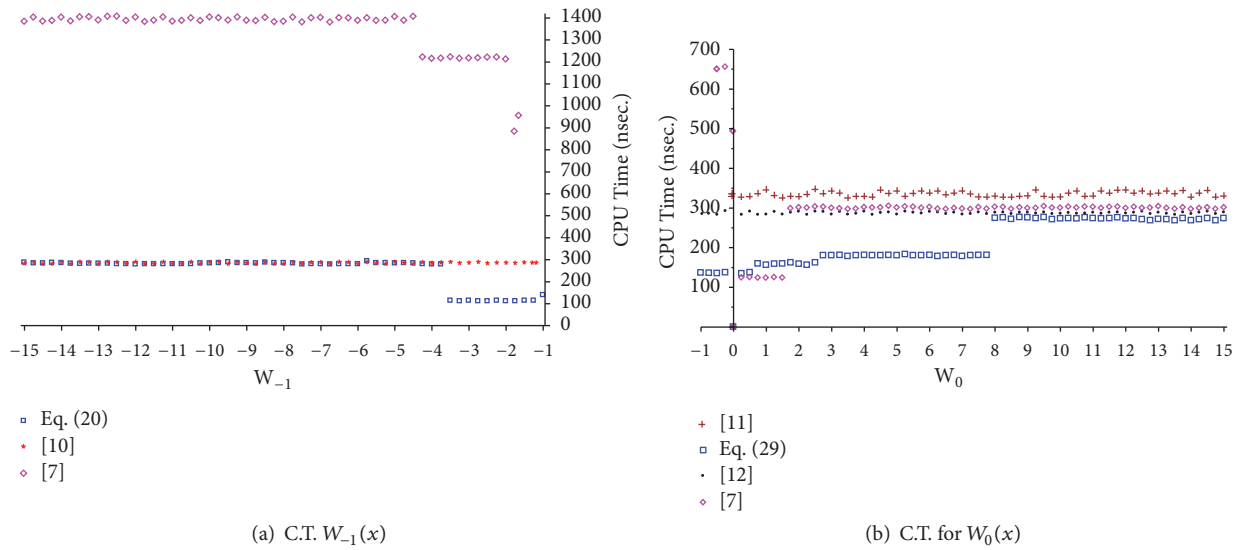 1400
1300
1200
1100
1000
900
800
700
600
500
400
300
200
100
0
CPU Time (nsec.)
−15 −14 −13 −12 −11 −10 −9 −8 −7 −6 −5 −4 −3 −2 −1
W−1
Eq. (20)
[10]
[7]
(a) C.T. W−1(x)
700
600
500
400
300
200
100
CPU Time (nsec.)
−1 0 1 2 3 4 5 6 7 8 9 10 11 12 13 14 15
W0
[11]
Eq. (29)
[12]
[7]
(b) C.T. for W0(x)